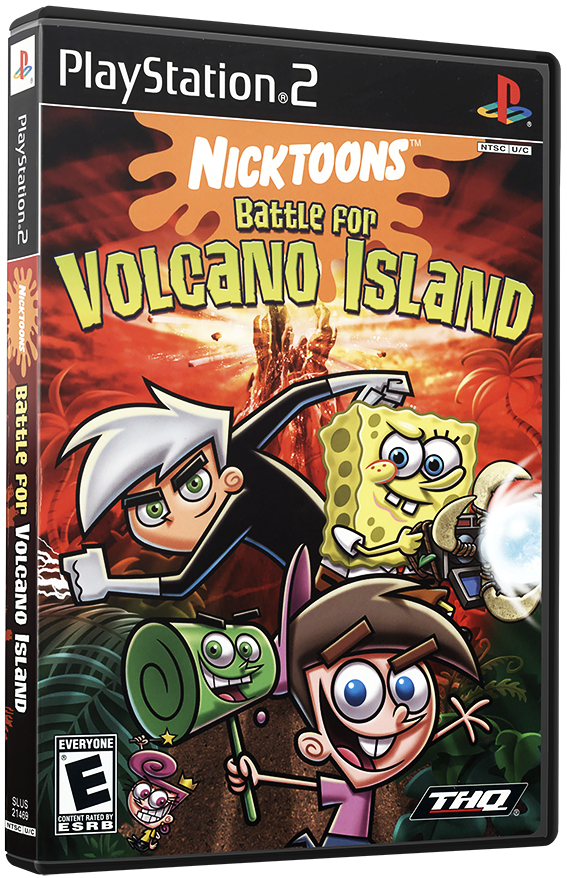 PlayStation®2
NTSC U/C
NICKTOONS™
Battle for
VOLCANO ISLAND
EVERYONE
E
®
CONTENT RATED BY
ESRB
THQ
®
PlayStation®2
NICKTOONS
Battle for VOLCANO ISLAND
SLUS
21469
NTSC U/C